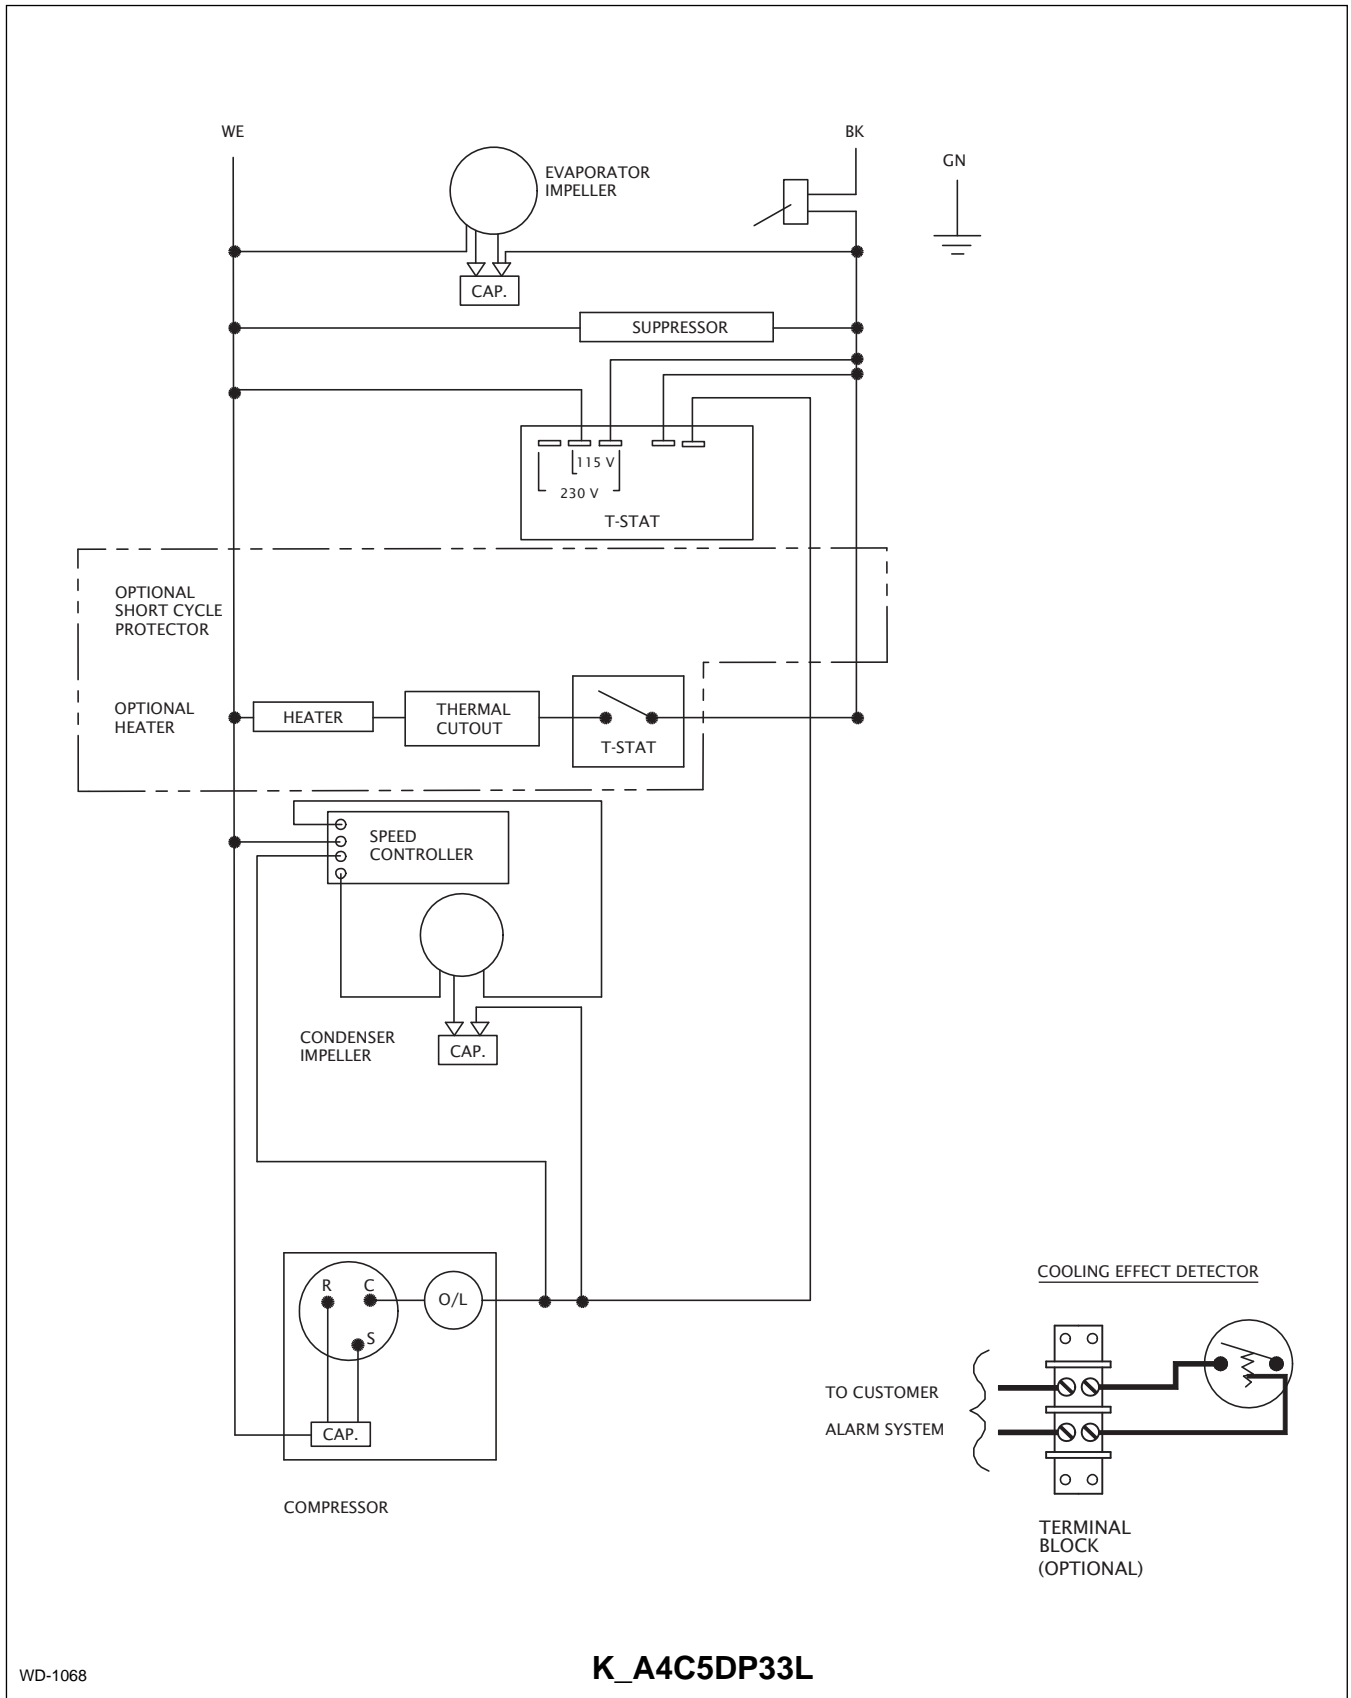 WE
BK
GN
EVAPORATOR
IMPELLER
CAP.
SUPPRESSOR
115 V
230 V
T-STAT
OPTIONAL
SHORT CYCLE
PROTECTOR
OPTIONAL
HEATER
HEATER
THERMAL
CUTOUT
T-STAT
SPEED
CONTROLLER
CONDENSER
IMPELLER
CAP.
R
C
S
O/L
CAP.
COMPRESSOR
COOLING EFFECT DETECTOR
TO CUSTOMER
ALARM SYSTEM
TERMINAL
BLOCK
(OPTIONAL)
WD-1068
K_A4C5DP33L